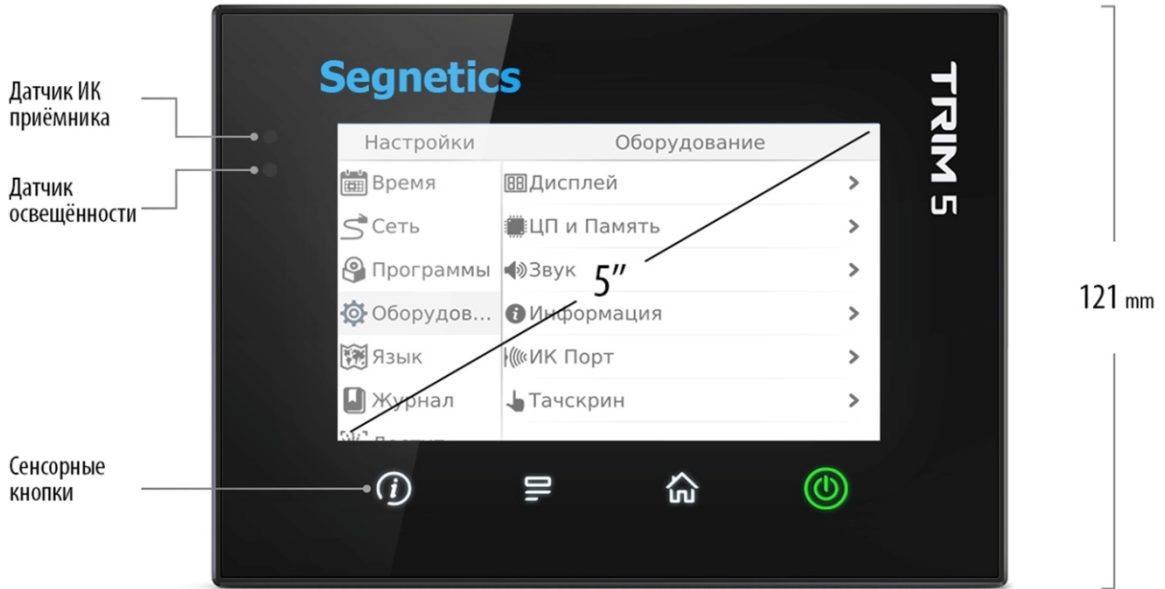 Датчик ИК
приёмника
Датчик
освещённости
Сенсорные
кнопки
Segnetics
TRIM 5
Настройки
Оборудование
Время
Сеть
Программы
Оборудов...
Язык
Журнал
Дисплей
ЦП и Память
Звук
Информация
ИК Порт
Тачскрин
5"
121 mm